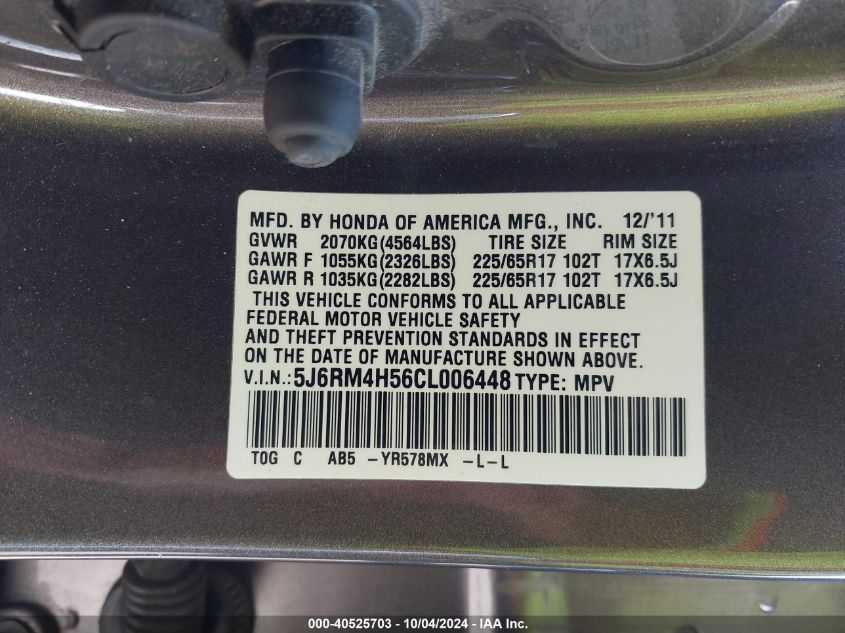 MFD. BY HONDA OF AMERICA MFG., INC. 12/'11
GVWR 2070KG(4564LBS) TIRE SIZE RIM SIZE
GAWR F 1055KG(2326LBS) 225/65R17 102T 17X6.5J
GAWR R 1035KG(2282LBS) 225/65R17 102T 17X6.5J
THIS VEHICLE CONFORMS TO ALL APPLICABLE
FEDERAL MOTOR VEHICLE SAFETY
AND THEFT PREVENTION STANDARDS IN EFFECT
ON THE DATE OF MANUFACTURE SHOWN ABOVE.
V.I.N.:5J6RM4H56CL006448 TYPE: MPV
TOG C AB5 -YR578MX -L-L
000-40525703 - 10/04/2024 - IAA Inc.